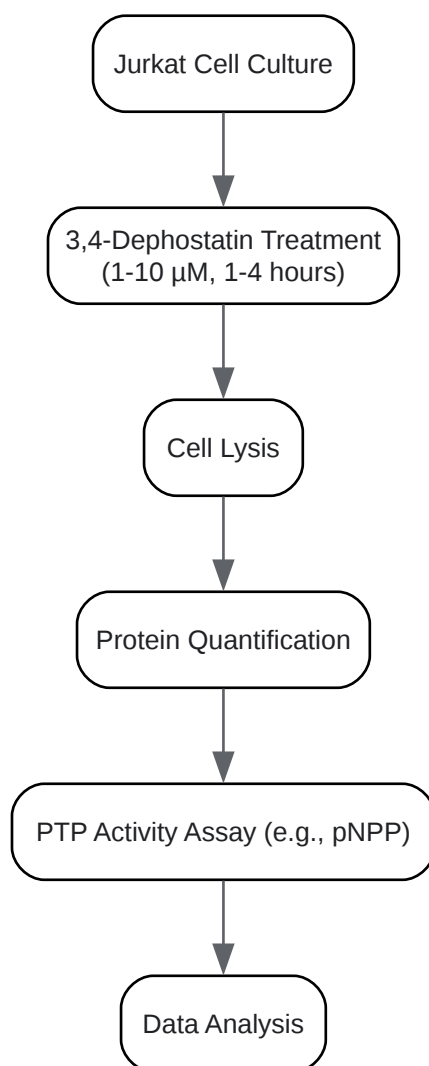 Jurkat Cell Culture
3,4-Dephostatin Treatment
(1-10 µM, 1-4 hours)
Cell Lysis
Protein Quantification
PTP Activity Assay (e.g., pNPP)
Data Analysis